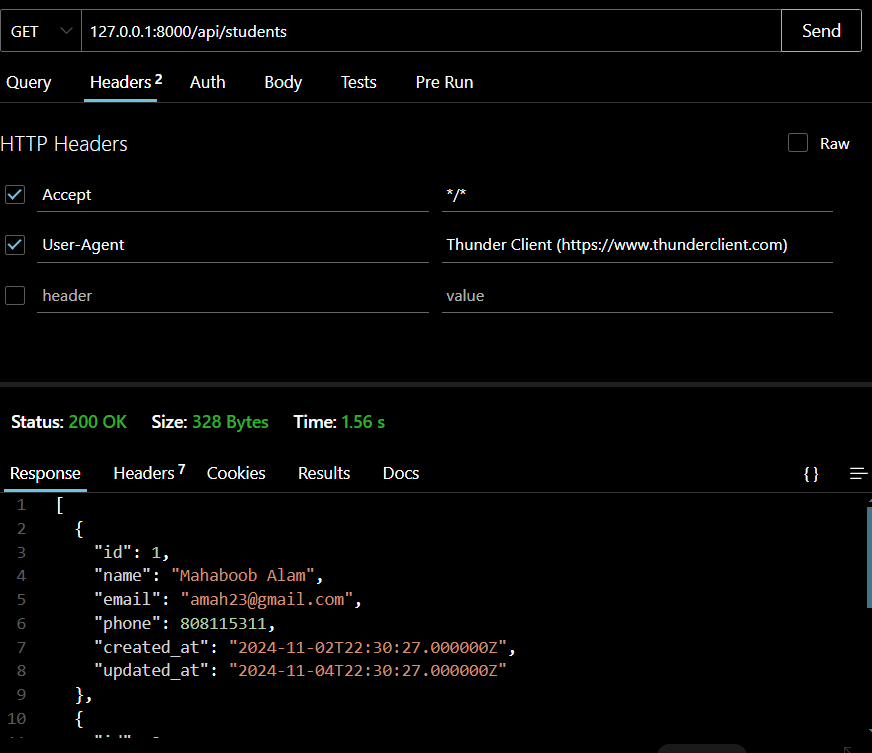 GET 127.0.0.1:8000/api/students Send
Query Headers 2 Auth Body Tests Pre Run
HTTP Headers Raw
Accept */*
User-Agent Thunder Client (https://www.thunderclient.com)
header value
Status: 200 OK Size: 328 Bytes Time: 1.56 s
Response Headers 7 Cookies Results Docs {}
1 [
2 {
3 "id": 1,
4 "name": "Mahaboob Alam",
5 "email": "amah23@gmail.com",
6 "phone": 808115311,
7 "created_at": "2024-11-02T22:30:27.000000Z",
8 "updated_at": "2024-11-04T22:30:27.000000Z"
9 },
10 {